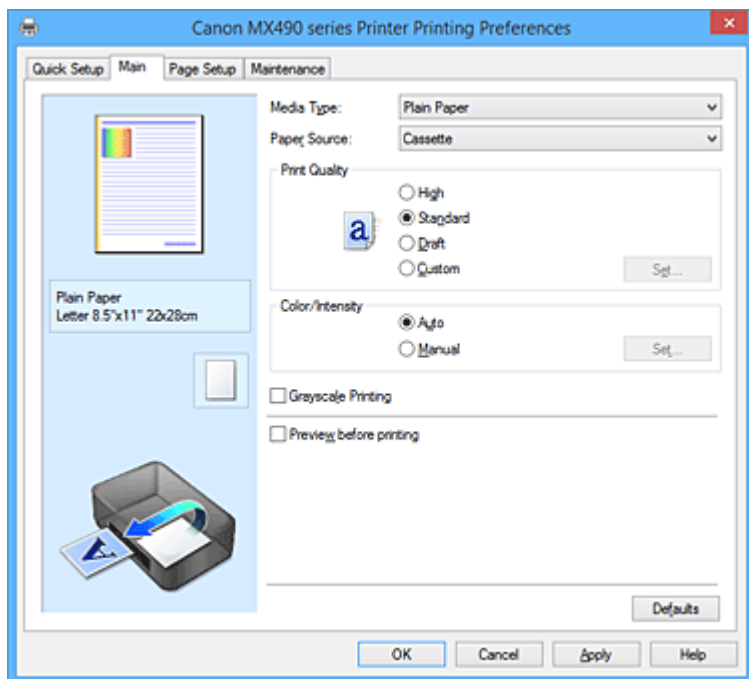 Canon MX490 series Printer Printing Preferences
Quick Setup Main Page Setup Maintenance
Media Type: Plain Paper
Paper Source: Cassette
Print Quality
High
a Standard
Draft
Custom Set...
Plain Paper
Letter 8.5"x11" 22x28cm
Color/Intensity
Auto
Manual Set...
Grayscale Printing
Preview before printing
A
Defaults
OK Cancel Apply Help